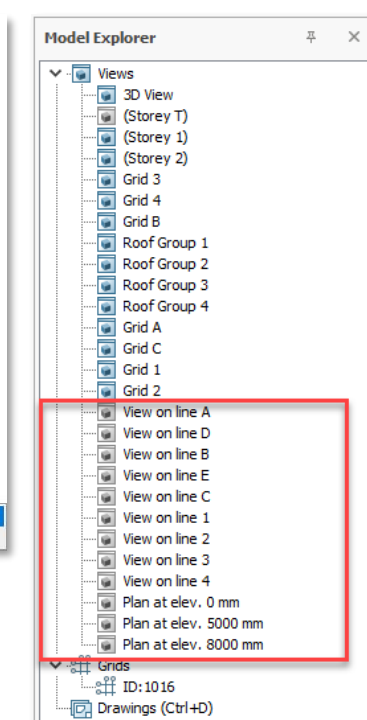 Model Explorer
Views
3D View
(Storey T)
(Storey 1)
(Storey 2)
Grid 3
Grid 4
Grid B
Roof Group 1
Roof Group 2
Roof Group 3
Roof Group 4
Grid A
Grid C
Grid 1
Grid 2
View on line A
View on line D
View on line B
View on line E
View on line C
View on line 1
View on line 2
View on line 3
View on line 4
Plan at elev. 0 mm
Plan at elev. 5000 mm
Plan at elev. 8000 mm
Grids
ID:1016
Drawings (Ctrl+D)